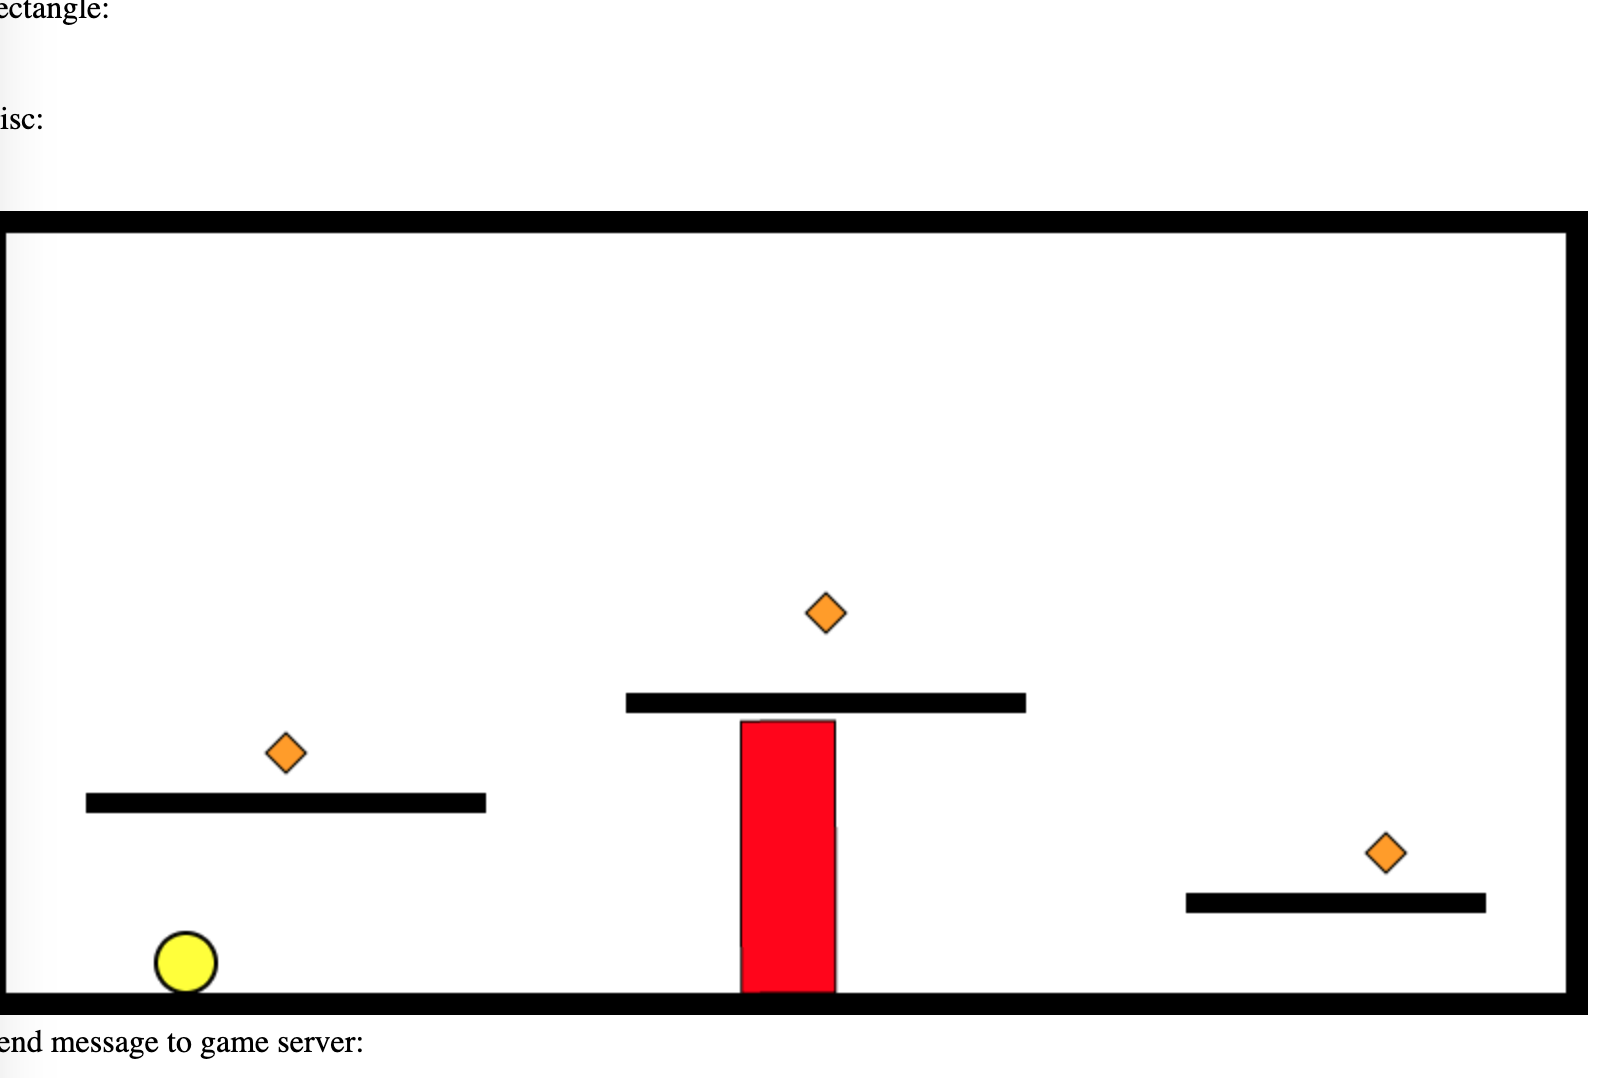 ectangle:
isc:
end message to game server: